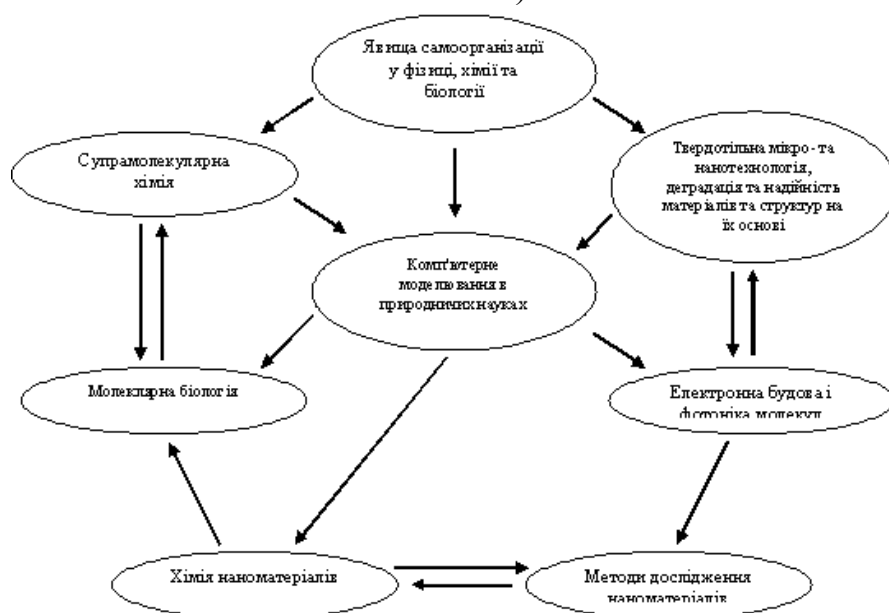 Явища самоорганізації
у фізиці, хімії та
біології
Супрамолекулярна
хімія
Твердотільна мікро- та
нанотехнологія,
деградація та надійність
матеріалів та структур на
їх основі
Комп'ютерне
моделювання в
природничих науках
Молеклярна біологія
Електронна будова і
фотоніка молекул
Хімія наноматеріалів
Методи дослідження
наноматеріалів